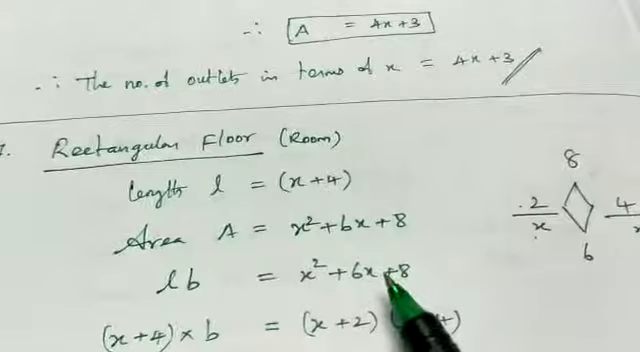 ∴ A = 4x+3
∴ The no. of outlets in terms of x = 4x+3 //
7. Rectangular Floor (Room)
Length l = (x+4)
Area A = x²+6x+8
lb = x²+6x+8
(x+4) × b = (x+2)
8
2/x 4
6